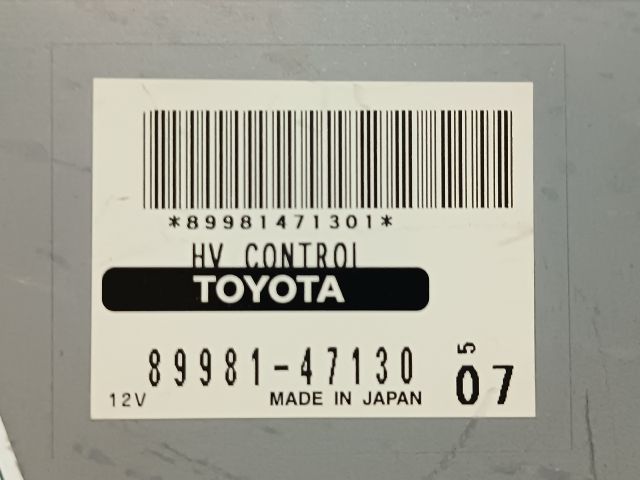 *89981471301*
HV CONTROL
TOYOTA
89981-47130
5
07
12V
MADE IN JAPAN